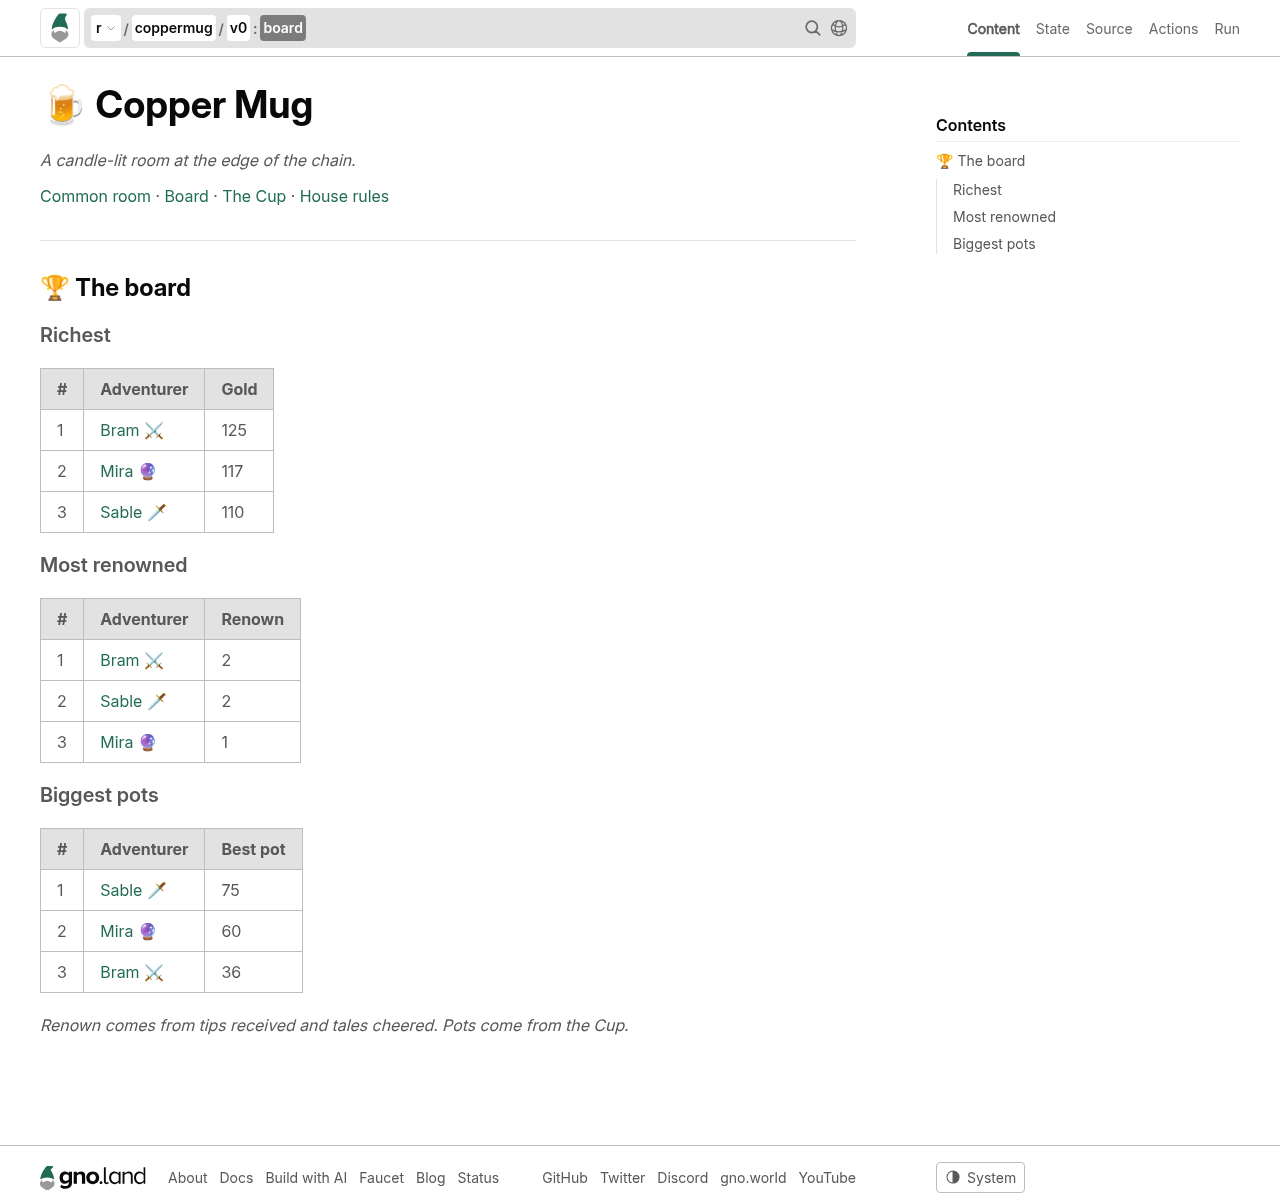 r / coppermug / v0 : board
Content State Source Actions Run
🍺 Copper Mug
A candle-lit room at the edge of the chain.
Common room · Board · The Cup · House rules
Contents
🏆 The board
Richest
Most renowned
Biggest pots
🏆 The board
Richest
# Adventurer Gold
1 Bram ⚔️ 125
2 Mira 🔮 117
3 Sable 🗡️ 110
Most renowned
# Adventurer Renown
1 Bram ⚔️ 2
2 Sable 🗡️ 2
3 Mira 🔮 1
Biggest pots
# Adventurer Best pot
1 Sable 🗡️ 75
2 Mira 🔮 60
3 Bram ⚔️ 36
Renown comes from tips received and tales cheered. Pots come from the Cup.
gno.land About Docs Build with AI Faucet Blog Status GitHub Twitter Discord gno.world YouTube System